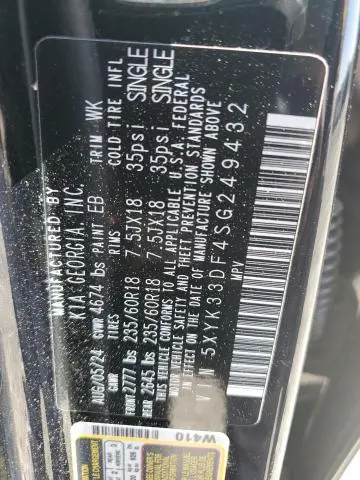 MANUFACTURED BY
KIA GEORGIA, INC.
AUG/05/24 GVWR 4674 lbs PAINT EB TRIM WK
GAWR TIRES RIMS COLD TIRE INFL
FRONT 2777 lbs 235/60R18 7.5JX18 35psi SINGLE
REAR 2645 lbs 235/60R18 7.5JX18 35psi SINGLE
THIS VEHICLE CONFORMS TO ALL APPLICABLE U.S.A. FEDERAL
MOTOR VEHICLE SAFETY AND THEFT PREVENTION STANDARDS
IN EFFECT ON THE DATE OF MANUFACTURE SHOWN ABOVE
VIN 5XYK33DF4SG249432
MPV
W410